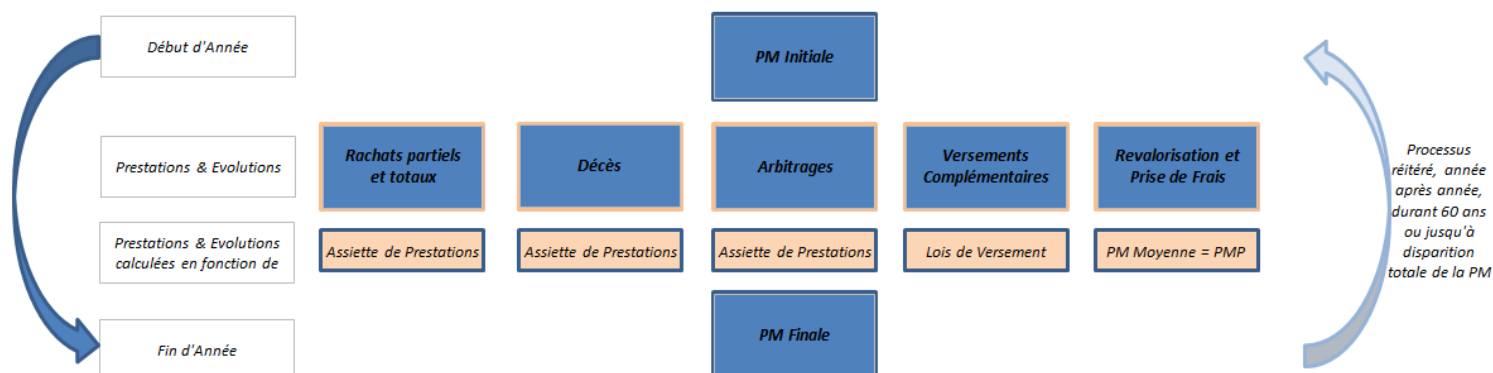 Début d'Année
PM Initiale
Prestations & Evolutions
Rachats partiels
et totaux
Décès
Arbitrages
Versements
Complémentaires
Revalorisation et
Prise de Frais
Prestations & Evolutions
calculées en fonction de
Assiette de Prestations
Assiette de Prestations
Assiette de Prestations
Lois de Versement
PM Moyenne = PMP
Fin d'Année
PM Finale
Processus
réitéré, année
après année,
durant 60 ans
ou jusqu'à
disparition
totale de la PM